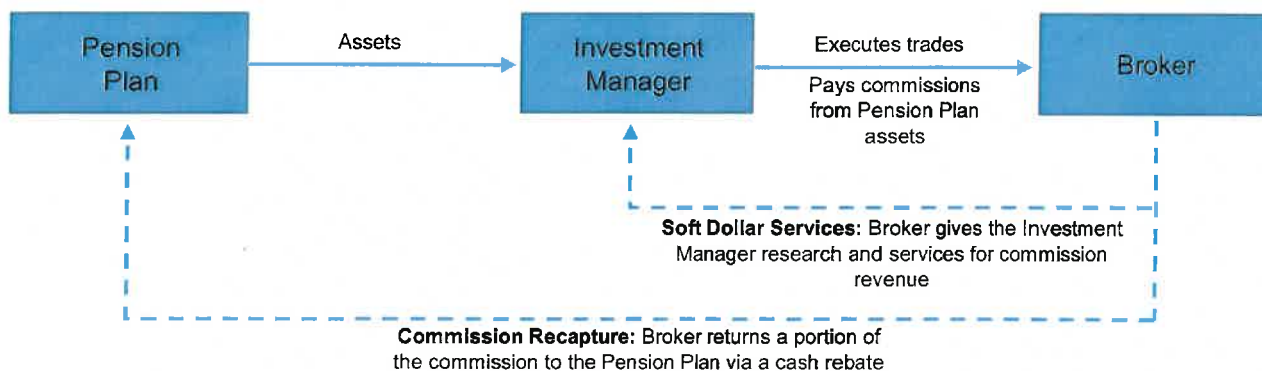 Pension
Plan
Assets
Investment
Manager
Executes trades
Pays commissions
from Pension Plan
assets
Broker
Soft Dollar Services: Broker gives the Investment
Manager research and services for commission
revenue
Commission Recapture: Broker returns a portion of
the commission to the Pension Plan via a cash rebate